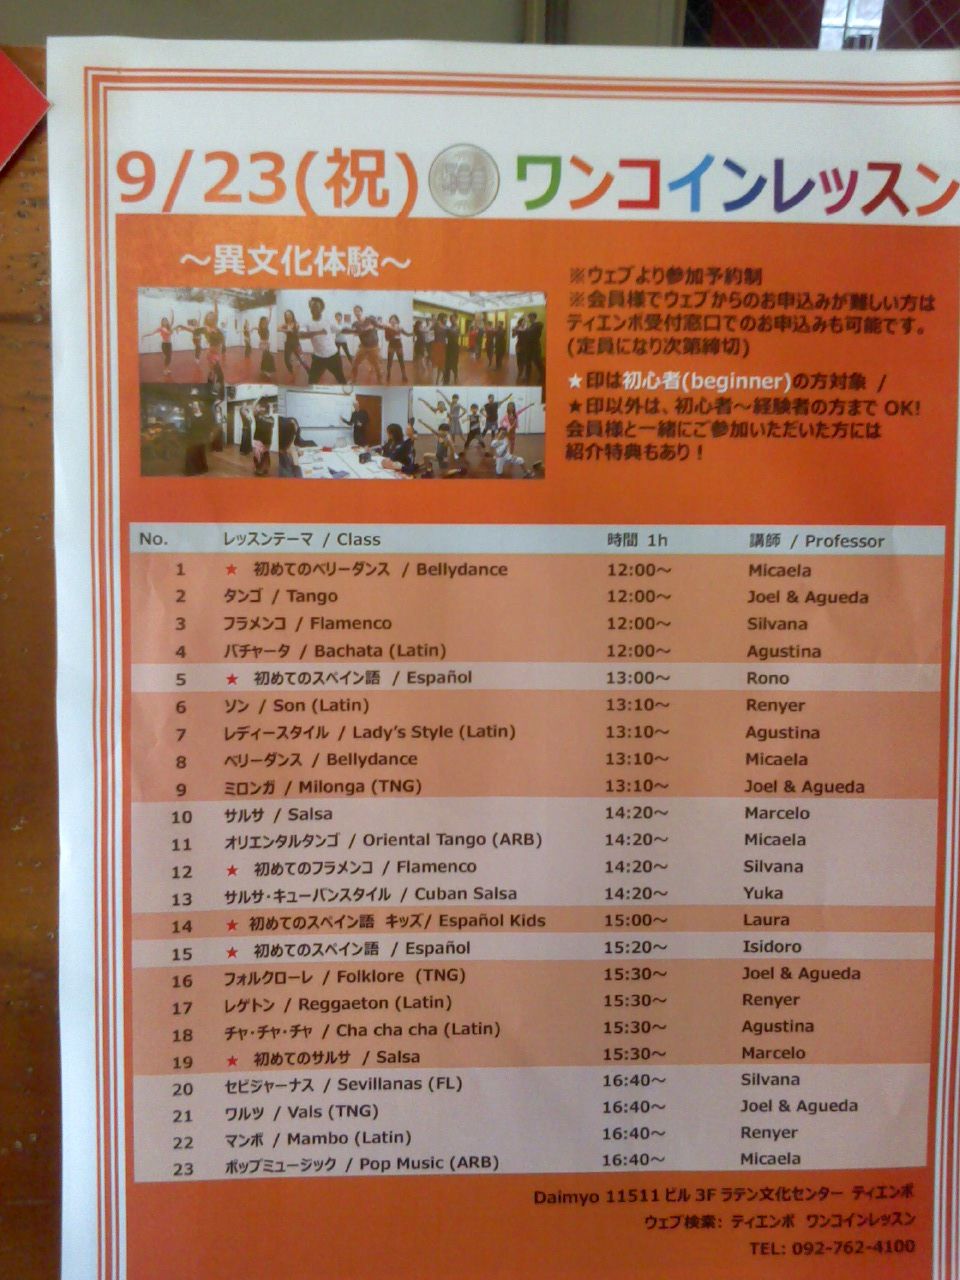 9/23(祝) 500 ワンコインレッスン
～異文化体験～
※ウェブより参加予約制
※会員様でウェブからのお申込みが難しい方は
ティエンポ受付窓口でのお申込みも可能です。
(定員になり次第締切)
★印は初心者(beginner)の方対象 /
★印以外は、初心者～経験者の方まで OK!
会員様と一緒にご参加いただいた方には
紹介特典もあり！
No. レッスンテーマ / Class 時間 1h 講師 / Professor
1 ★ 初めてのベリーダンス / Bellydance 12:00～ Micaela
2 タンゴ / Tango 12:00～ Joel & Agueda
3 フラメンコ / Flamenco 12:00～ Silvana
4 バチャータ / Bachata (Latin) 12:00～ Agustina
5 ★ 初めてのスペイン語 / Español 13:00～ Rono
6 ソン / Son (Latin) 13:10～ Renyer
7 レディースタイル / Lady's Style (Latin) 13:10～ Agustina
8 ベリーダンス / Bellydance 13:10～ Micaela
9 ミロンガ / Milonga (TNG) 13:10～ Joel & Agueda
10 サルサ / Salsa 14:20～ Marcelo
11 オリエンタルタンゴ / Oriental Tango (ARB) 14:20～ Micaela
12 ★ 初めてのフラメンコ / Flamenco 14:20～ Silvana
13 サルサ・キューバンスタイル / Cuban Salsa 14:20～ Yuka
14 ★ 初めてのスペイン語 キッズ/ Español Kids 15:00～ Laura
15 ★ 初めてのスペイン語 / Español 15:20～ Isidoro
16 フォルクローレ / Folklore (TNG) 15:30～ Joel & Agueda
17 レゲトン / Reggaeton (Latin) 15:30～ Renyer
18 チャ・チャ・チャ / Cha cha cha (Latin) 15:30～ Agustina
19 ★ 初めてのサルサ / Salsa 15:30～ Marcelo
20 セビジャーナス / Sevillanas (FL) 16:40～ Silvana
21 ワルツ / Vals (TNG) 16:40～ Joel & Agueda
22 マンボ / Mambo (Latin) 16:40～ Renyer
23 ポップミュージック / Pop Music (ARB) 16:40～ Micaela
Daimyo 11511ビル 3F ラテン文化センター ティエンポ
ウェブ検索: ティエンポ ワンコインレッスン
TEL: 092-762-4100